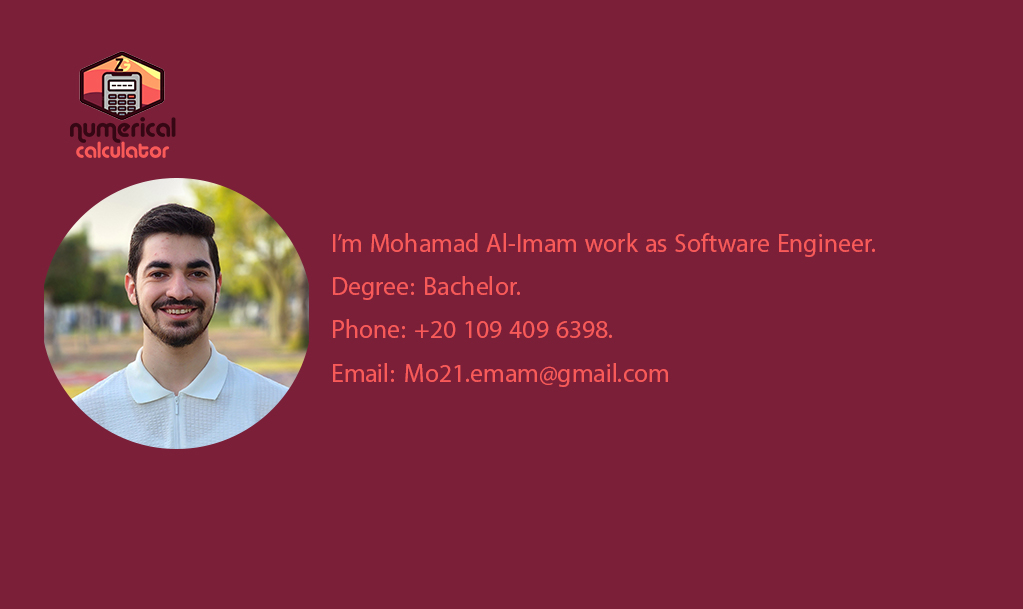 ZG
numerical
calculator
I'm Mohamad Al-Imam work as Software Engineer.
Degree: Bachelor.
Phone: +20 109 409 6398.
Email: Mo21.emam@gmail.com